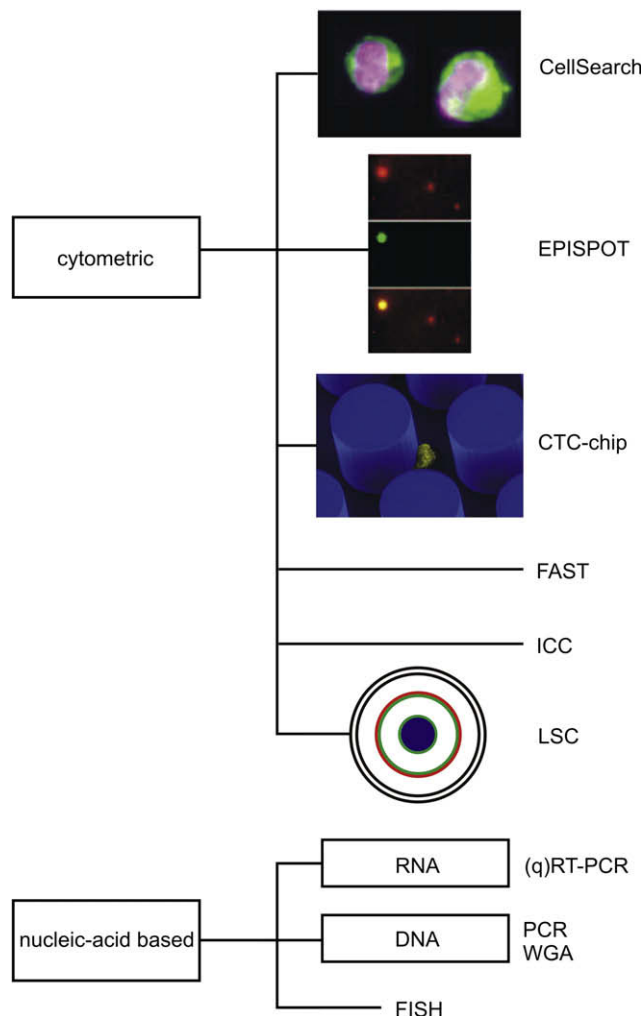 CellSearch
cytometric
EPISPOT
CTC-chip
FAST
ICC
LSC
nucleic-acid based
RNA
(q)RT-PCR
DNA
PCR
WGA
FISH